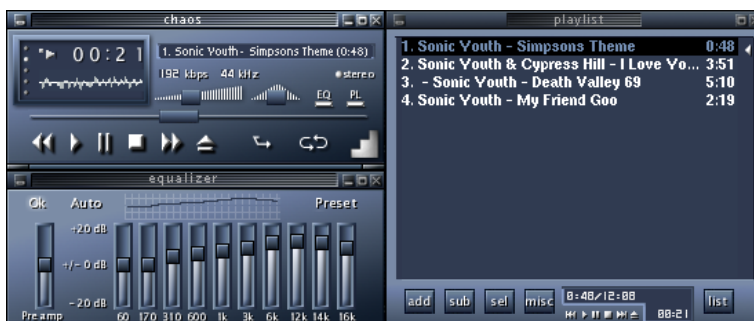 chaos
00:21
1. Sonic Youth - Simpsons Theme (0:48)
192 kbps 44 kHz stereo
EQ PL
equalizer
Ok Auto Preset
+20 dB
+/- 0 dB
-20 dB
Preamp 60 170 310 600 1k 3k 6k 12k 14k 16k
playlist
1. Sonic Youth - Simpsons Theme 0:48
2. Sonic Youth & Cypress Hill - I Love Yo... 3:51
3. - Sonic Youth - Death Valley 69 5:10
4. Sonic Youth - My Friend Goo 2:19
add sub sel misc 0:48/12:08 list
00:21